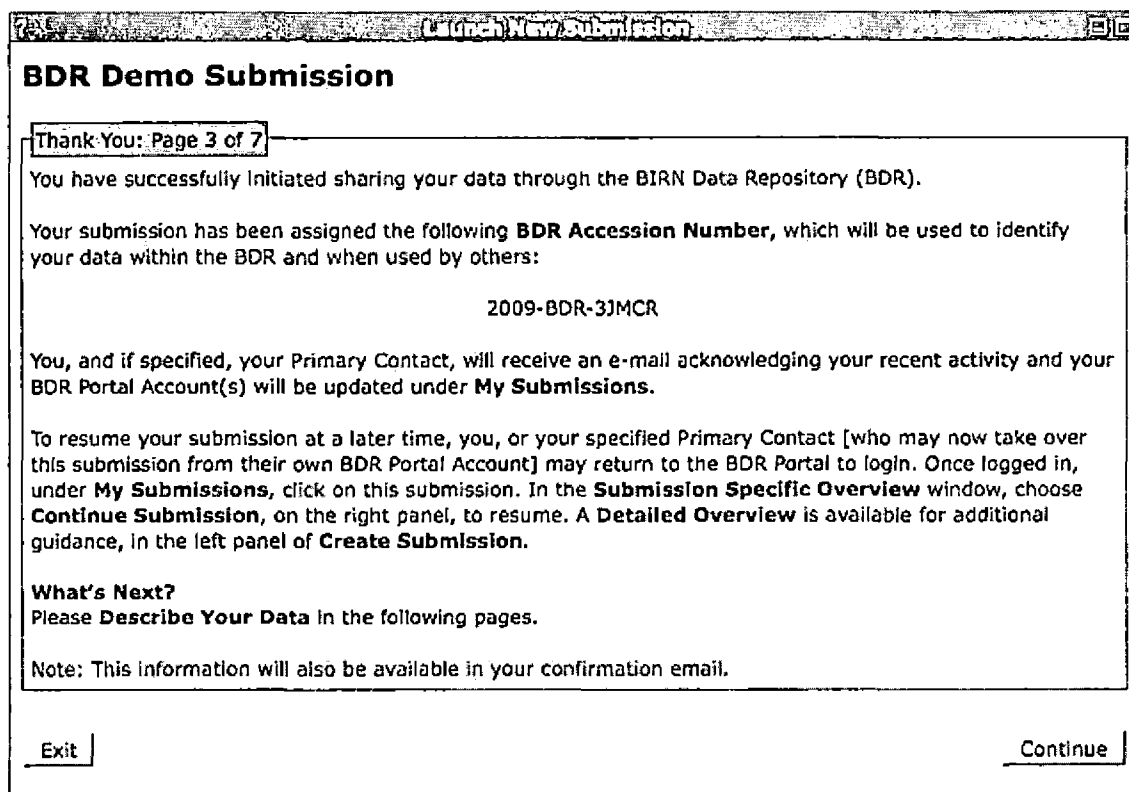 Launch New Submission
BDR Demo Submission
Thank You: Page 3 of 7
You have successfully initiated sharing your data through the BIRN Data Repository (BDR).
Your submission has been assigned the following BDR Accession Number, which will be used to identify
your data within the BDR and when used by others:
2009-BDR-3JMCR
You, and if specified, your Primary Contact, will receive an e-mail acknowledging your recent activity and your
BDR Portal Account(s) will be updated under My Submissions.
To resume your submission at a later time, you, or your specified Primary Contact [who may now take over
this submission from their own BDR Portal Account] may return to the BDR Portal to login. Once logged in,
under My Submissions, click on this submission. In the Submission Specific Overview window, choose
Continue Submission, on the right panel, to resume. A Detailed Overview is available for additional
guidance, in the left panel of Create Submission.
What's Next?
Please Describe Your Data in the following pages.
Note: This information will also be available in your confirmation email.
Exit
Continue